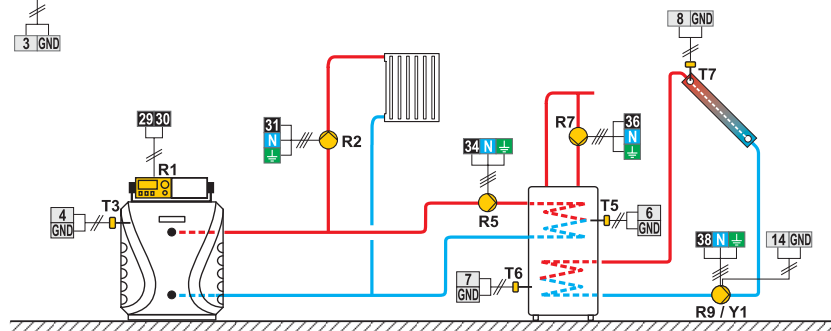 3 GND
8 GND
T7
29 30
R1
31
N
R2
R7
36
N
34 N
R5
4
GND
T3
T5
6
GND
7
GND
T6
38 N
14 GND
R9 / Y1